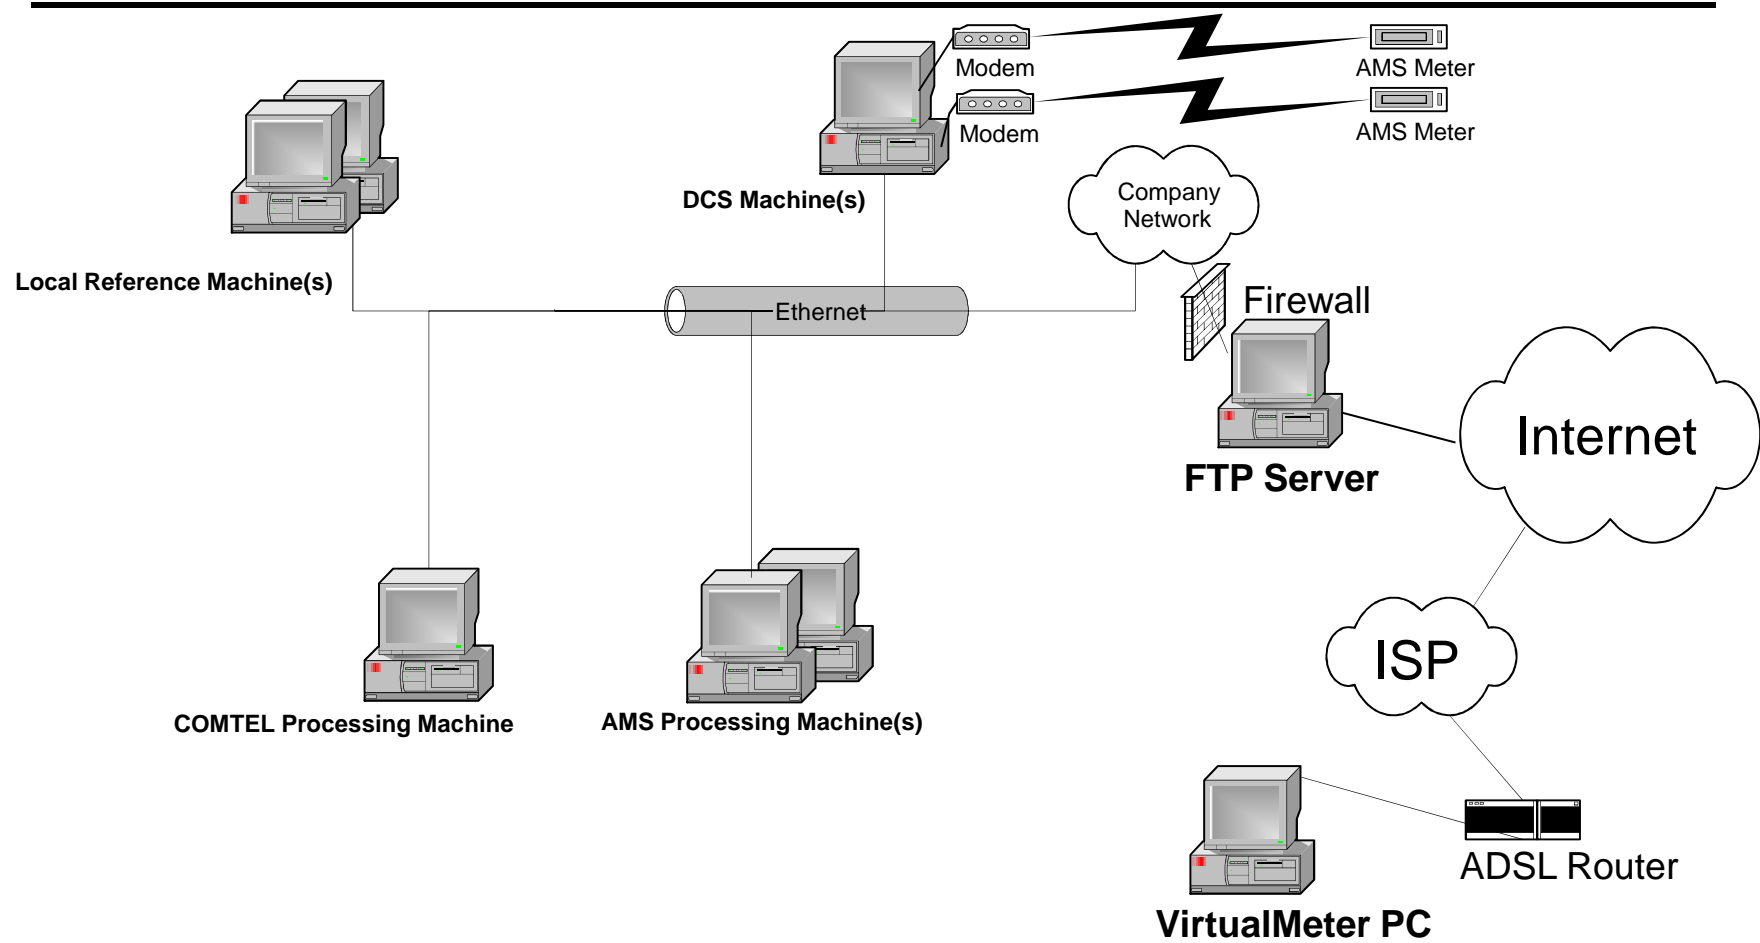 Modem
AMS Meter
Modem
AMS Meter
DCS Machine(s)
Company
Network
Local Reference Machine(s)
Ethernet
Firewall
Internet
FTP Server
ISP
COMTEL Processing Machine
AMS Processing Machine(s)
ADSL Router
VirtualMeter PC